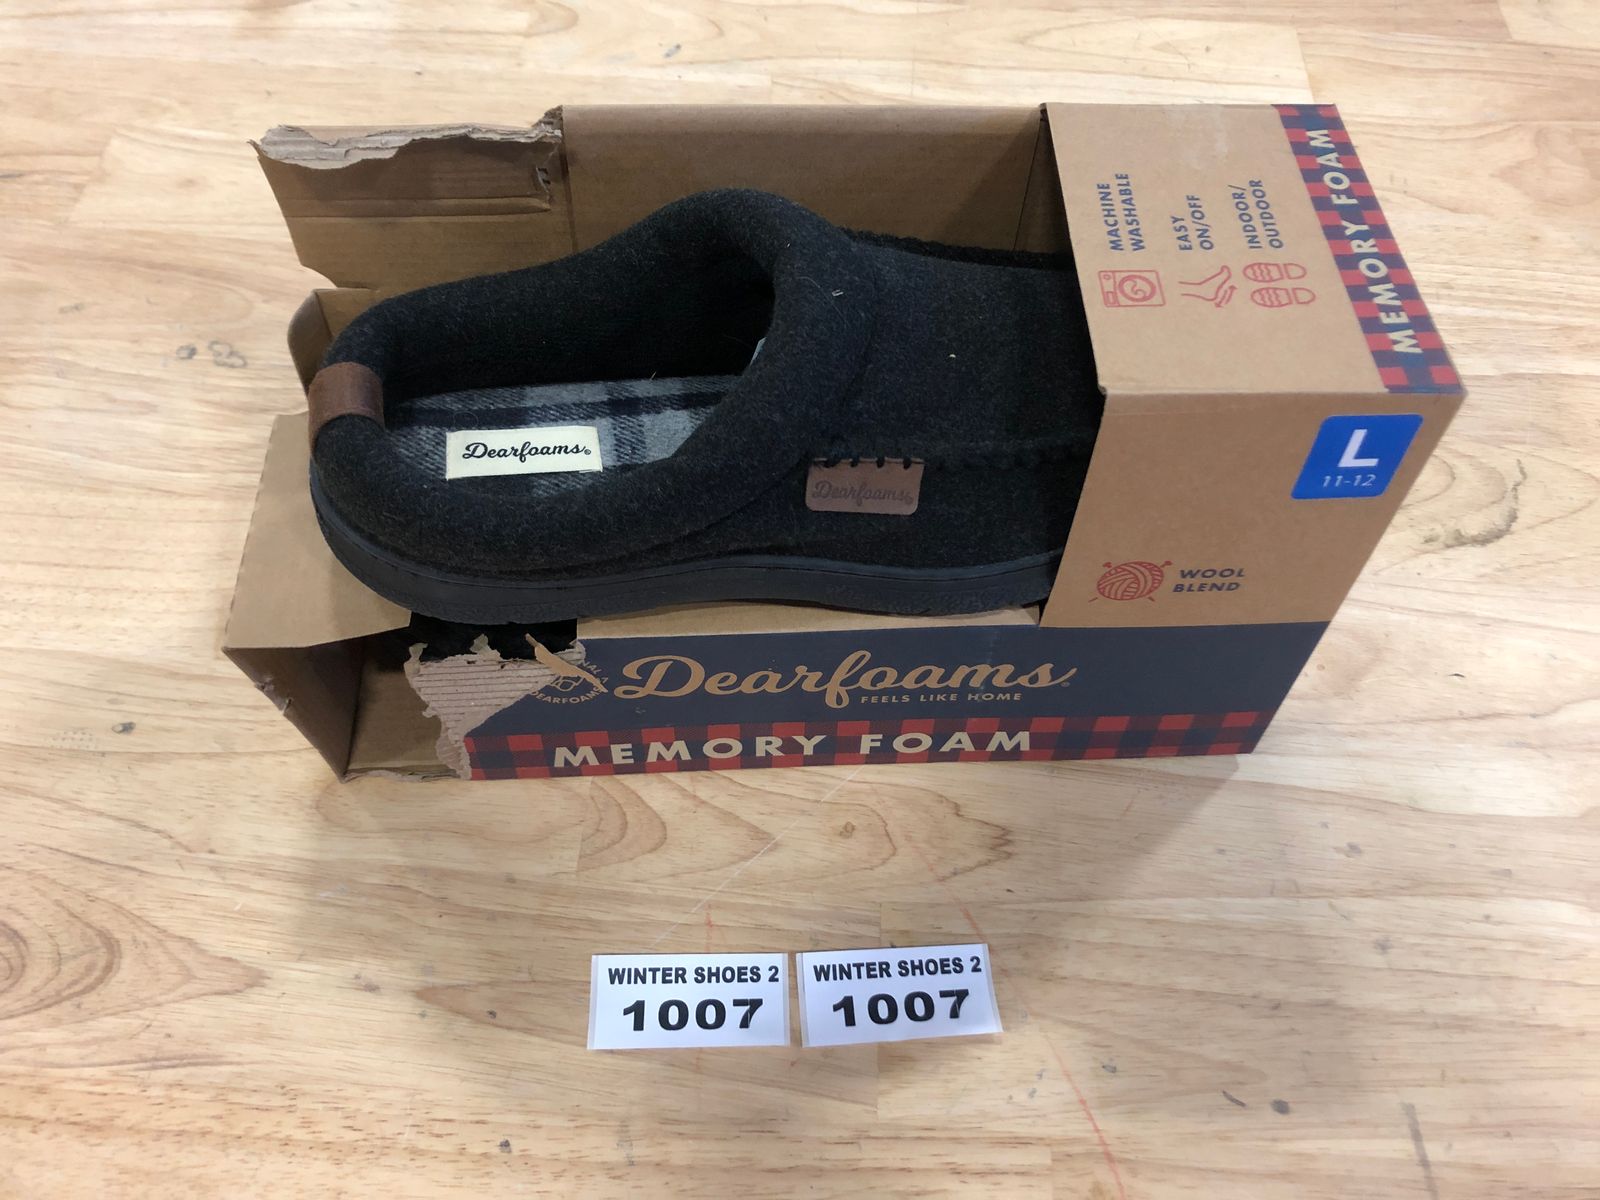 MACHINE
WASHABLE
EASY
ON/OFF
INDOOR/
OUTDOOR
MEMORY FOAM
L
11-12
WOOL
BLEND
Dearfoams
Dearfoams
DEARFOAMS
Dearfoams
FEELS LIKE HOME
MEMORY FOAM
WINTER SHOES 2
1007
WINTER SHOES 2
1007